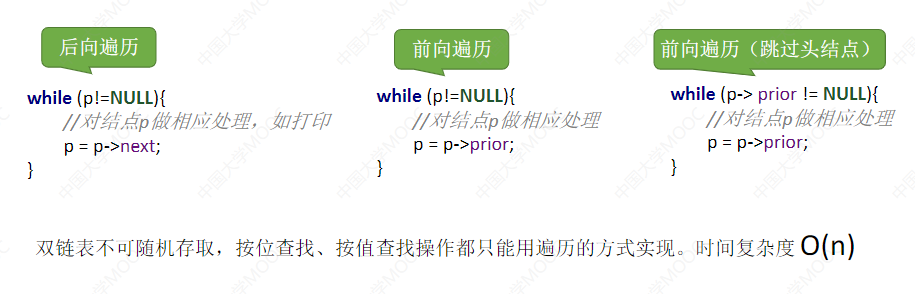 后向遍历
while (p!=NULL){
//对结点p做相应处理，如打印
p = p->next;
}
前向遍历
while (p!=NULL){
//对结点p做相应处理
p = p->prior;
}
前向遍历（跳过头结点）
while (p-> prior != NULL){
//对结点p做相应处理
p = p->prior;
}
双链表不可随机存取，按位查找、按值查找操作都只能用遍历的方式实现。时间复杂度 O(n)
中国大学MOOC